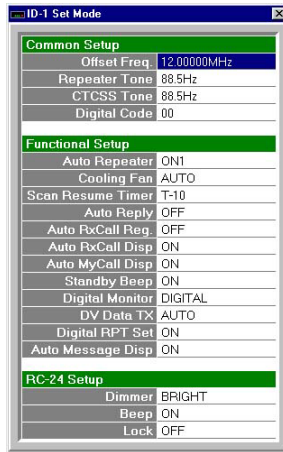 ID-1 Set Mode
Common Setup
Offset Freq. 12.00000MHz
Repeater Tone 88.5Hz
CTCSS Tone 88.5Hz
Digital Code 00
Functional Setup
Auto Repeater ON1
Cooling Fan AUTO
Scan Resume Timer T-10
Auto Reply OFF
Auto RxCall Reg. OFF
Auto RxCall Disp ON
Auto MyCall Disp ON
Standby Beep ON
Digital Monitor DIGITAL
DV Data TX AUTO
Digital RPT Set ON
Auto Message Disp ON
RC-24 Setup
Dimmer BRIGHT
Beep ON
Lock OFF